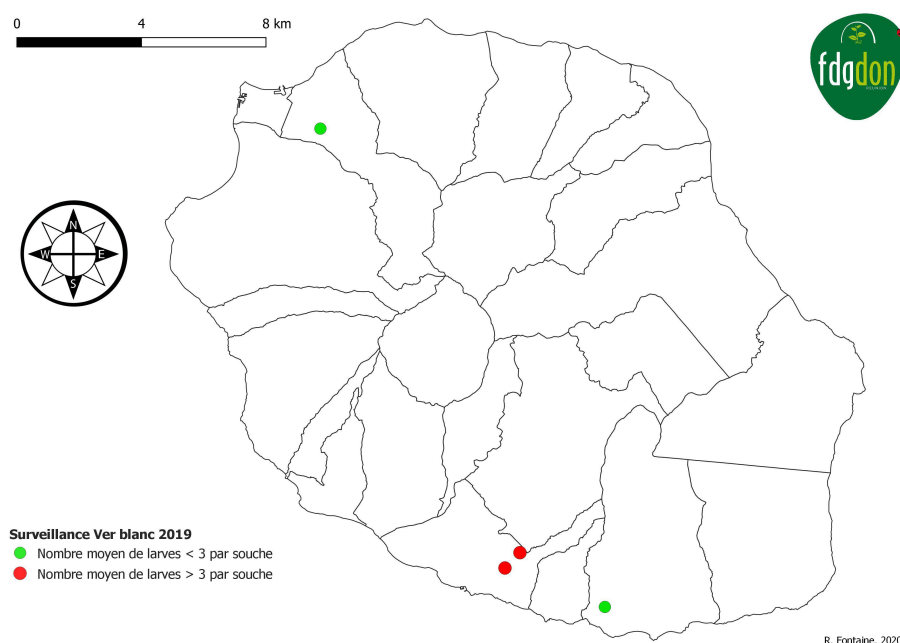 0 4 8 km
fdgdon
RÉUNION
N
W E
S
Surveillance Ver blanc 2019
Nombre moyen de larves < 3 par souche
Nombre moyen de larves > 3 par souche
R. Fontaine, 2020